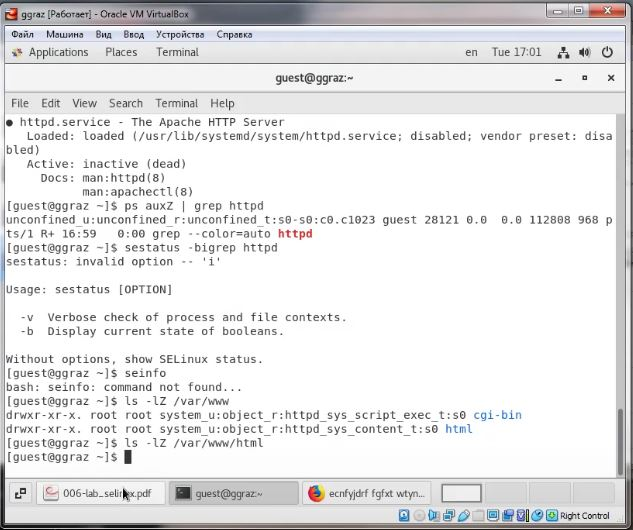 ggraz [Работает] - Oracle VM VirtualBox
Файл Машина Вид Ввод Устройства Справка
Applications Places Terminal en Tue 17:01
guest@ggraz:~
File Edit View Search Terminal Help
● httpd.service - The Apache HTTP Server
Loaded: loaded (/usr/lib/systemd/system/httpd.service; disabled; vendor preset: disa
bled)
Active: inactive (dead)
Docs: man:httpd(8)
man:apachectl(8)
[guest@ggraz ~]$ ps auxZ | grep httpd
unconfined_u:unconfined_r:unconfined_t:s0-s0:c0.c1023 guest 28121 0.0 0.0 112808 968 p
ts/1 R+ 16:59 0:00 grep --color=auto httpd
[guest@ggraz ~]$ sestatus -bigrep httpd
sestatus: invalid option -- 'i'
Usage: sestatus [OPTION]
-v Verbose check of process and file contexts.
-b Display current state of booleans.
Without options, show SELinux status.
[guest@ggraz ~]$ seinfo
bash: seinfo: command not found...
[guest@ggraz ~]$ ls -lZ /var/www
drwxr-xr-x. root root system_u:object_r:httpd_sys_script_exec_t:s0 cgi-bin
drwxr-xr-x. root root system_u:object_r:httpd_sys_content_t:s0 html
[guest@ggraz ~]$ ls -lZ /var/www/html
[guest@ggraz ~]$
006-lab_selinux.pdf guest@ggraz:~ ecnfyjdrf fgfxt wtyn...
Right Control